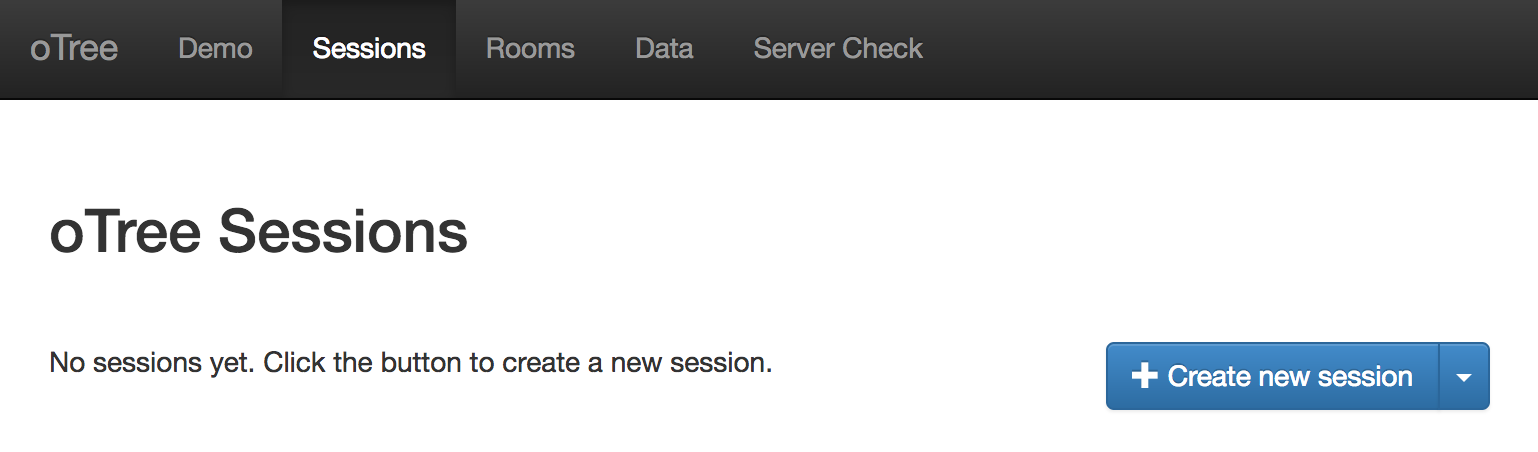 oTree Demo Sessions Rooms Data Server Check
oTree Sessions
No sessions yet. Click the button to create a new session.
Create new session